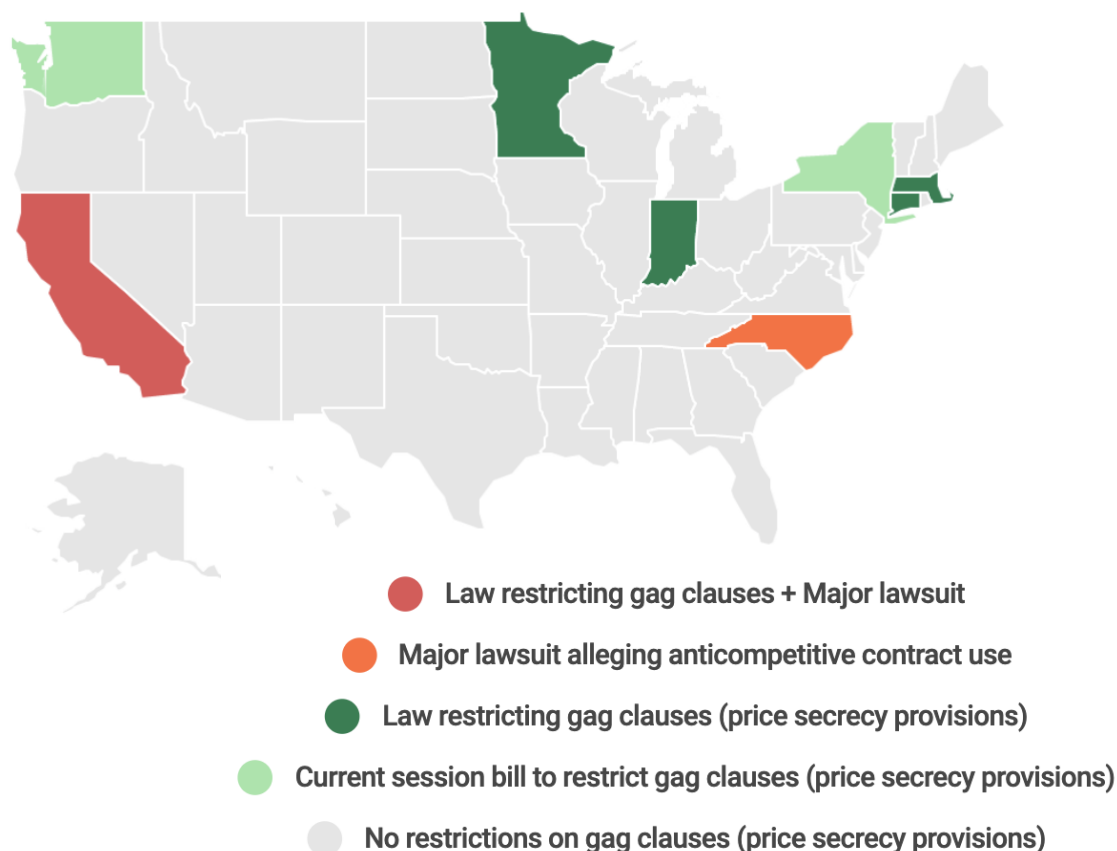 Law restricting gag clauses + Major lawsuit
Major lawsuit alleging anticompetitive contract use
Law restricting gag clauses (price secrecy provisions)
Current session bill to restrict gag clauses (price secrecy provisions)
No restrictions on gag clauses (price secrecy provisions)